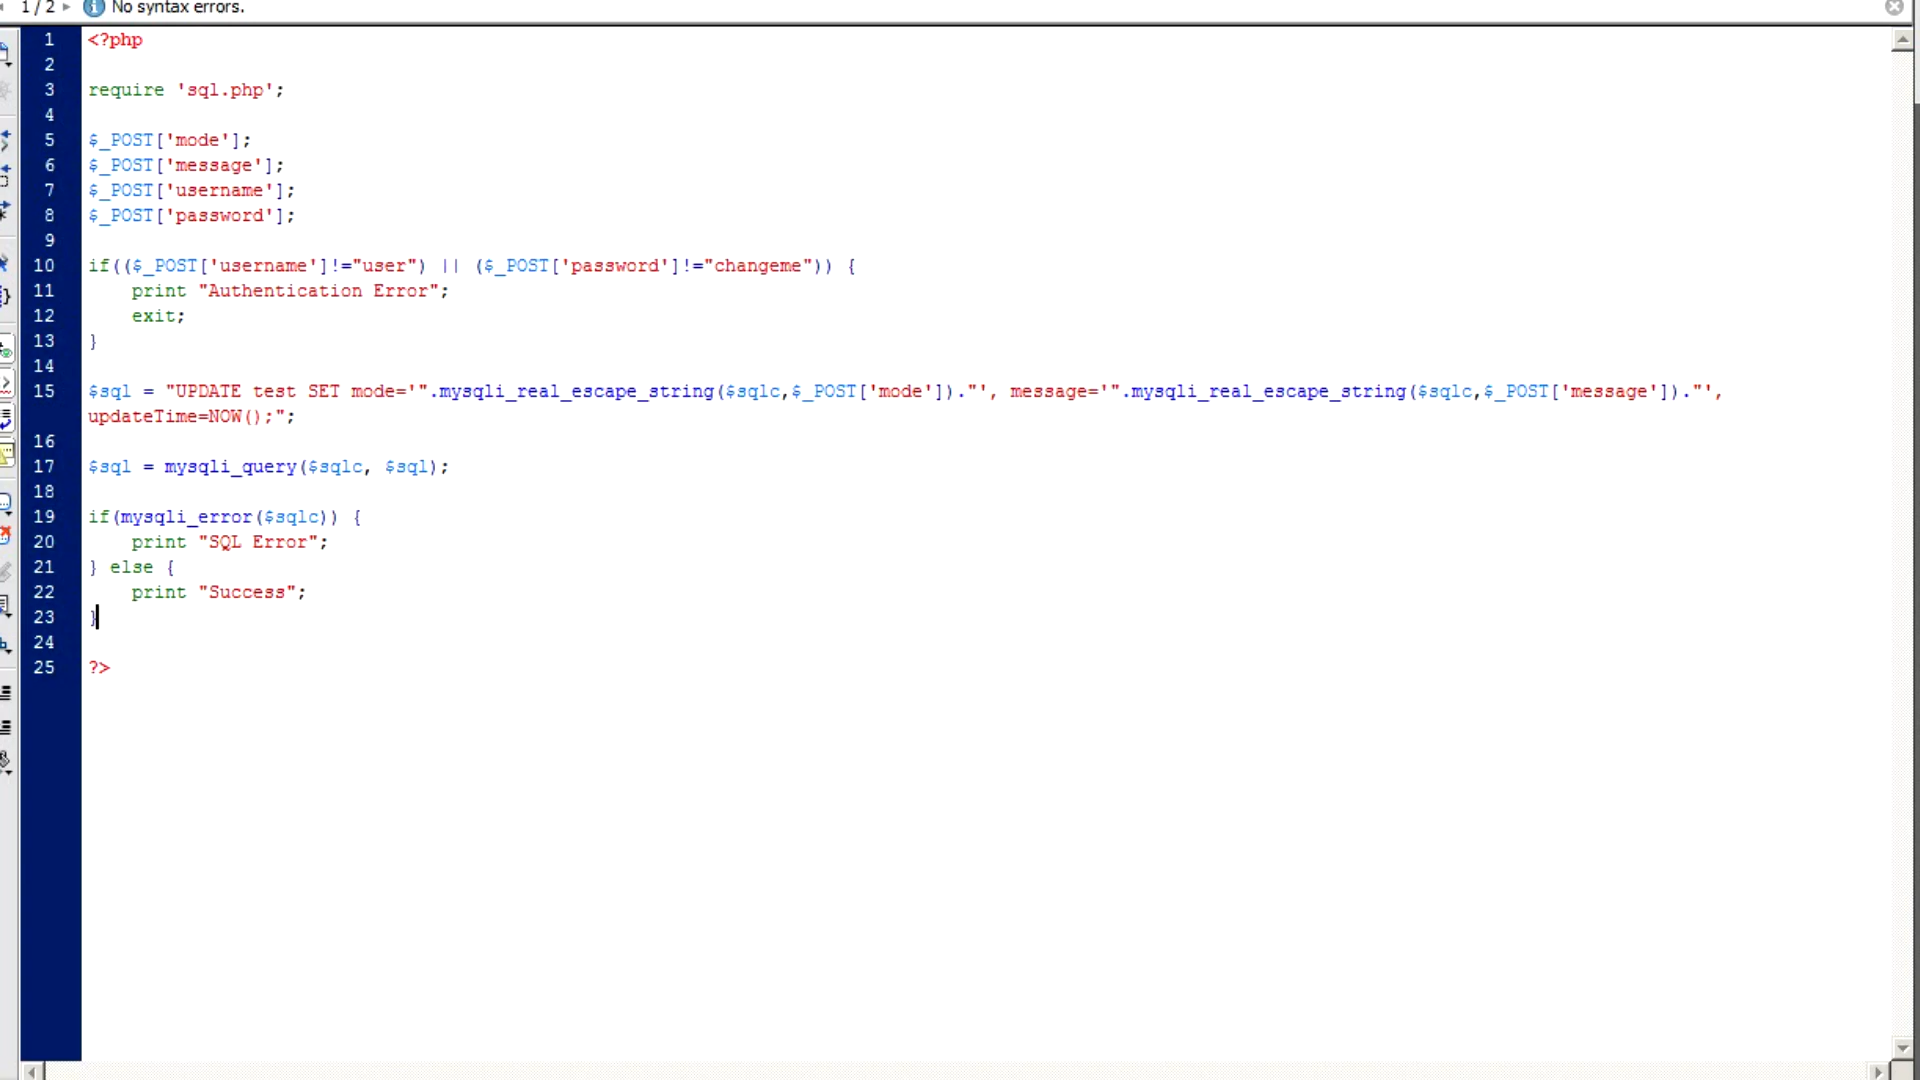 1 / 2 No syntax errors.
1 <?php
2
3 require 'sql.php';
4
5 $_POST['mode'];
6 $_POST['message'];
7 $_POST['username'];
8 $_POST['password'];
9
10 if(($_POST['username']!="user") || ($_POST['password']!="changeme")) {
11 print "Authentication Error";
12 exit;
13 }
14
15 $sql = "UPDATE test SET mode='".mysqli_real_escape_string($sqlc,$_POST['mode'])."', message='".mysqli_real_escape_string($sqlc,$_POST['message'])."',
updateTime=NOW();";
16
17 $sql = mysqli_query($sqlc, $sql);
18
19 if(mysqli_error($sqlc)) {
20 print "SQL Error";
21 } else {
22 print "Success";
23 }
24
25 ?>